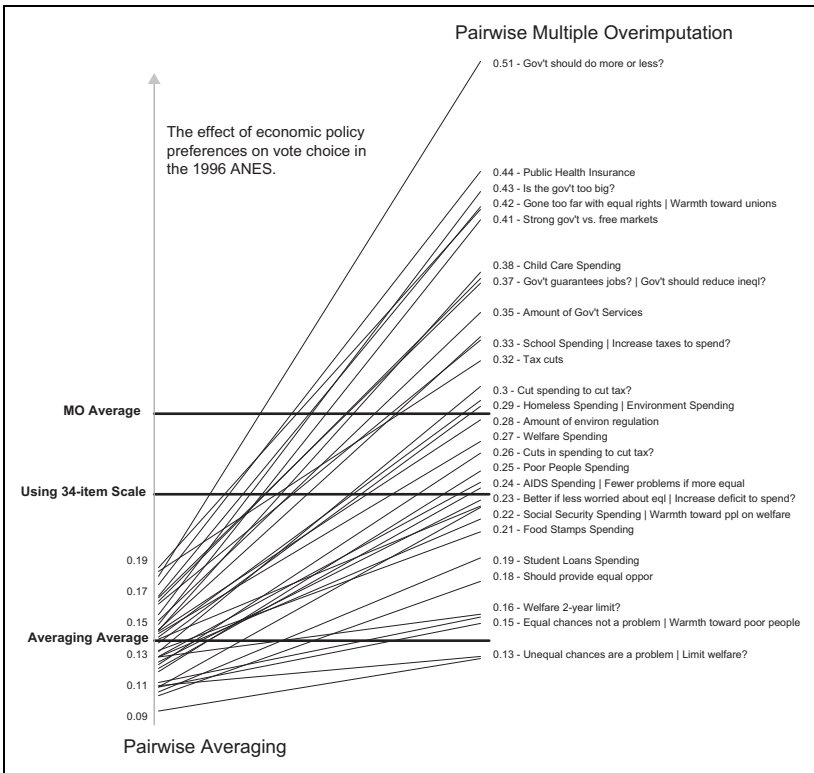 Pairwise Multiple Overimputation
0.51 - Gov't should do more or less?
The effect of economic policy
preferences on vote choice in
the 1996 ANES.
0.44 - Public Health Insurance
0.43 - Is the gov't too big?
0.42 - Gone too far with equal rights | Warmth toward unions
0.41 - Strong gov't vs. free markets
0.38 - Child Care Spending
0.37 - Gov't guarantees jobs? | Gov't should reduce ineql?
0.35 - Amount of Gov't Services
0.33 - School Spending | Increase taxes to spend?
0.32 - Tax cuts
0.3 - Cut spending to cut tax?
0.29 - Homeless Spending | Environment Spending
MO Average
0.28 - Amount of environ regulation
0.27 - Welfare Spending
0.26 - Cuts in spending to cut tax?
0.25 - Poor People Spending
0.24 - AIDS Spending | Fewer problems if more equal
Using 34-item Scale
0.23 - Better if less worried about eql | Increase deficit to spend?
0.22 - Social Security Spending | Warmth toward ppl on welfare
0.21 - Food Stamps Spending
0.19
0.19 - Student Loans Spending
0.18 - Should provide equal oppor
0.17
0.16 - Welfare 2-year limit?
0.15
0.15 - Equal chances not a problem | Warmth toward poor people
Averaging Average
0.13
0.13 - Unequal chances are a problem | Limit welfare?
0.11
0.09
Pairwise Averaging